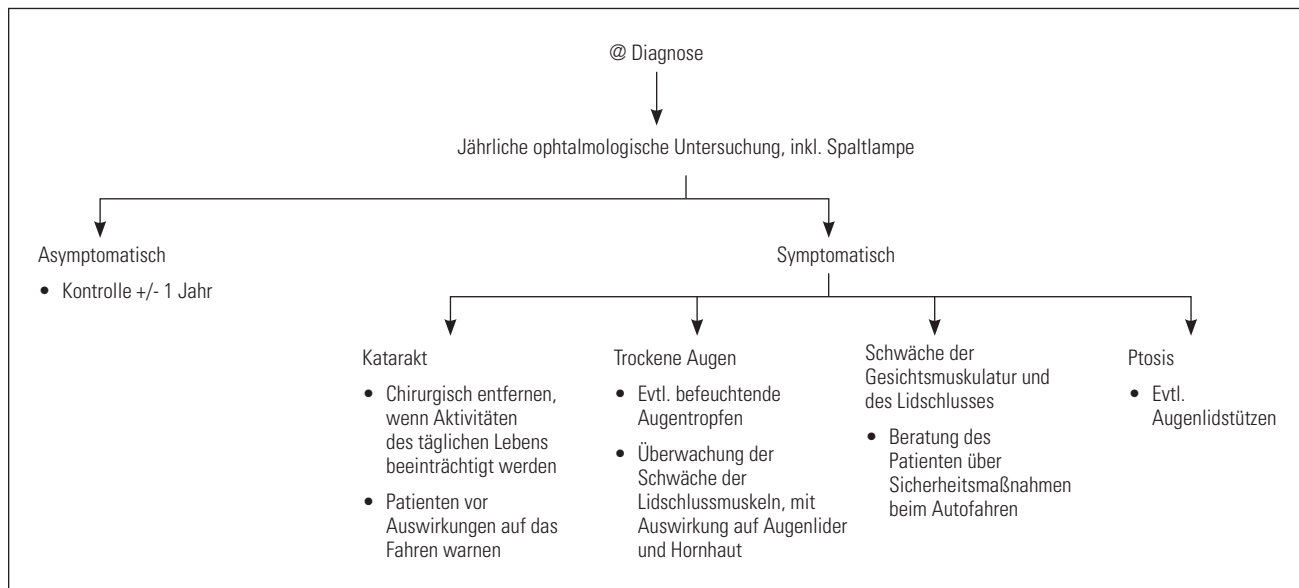 @ Diagnose
Jährliche ophtalmologische Untersuchung, inkl. Spaltlampe
Asymptomatisch
• Kontrolle +/- 1 Jahr
Symptomatisch
Katarakt
• Chirurgisch entfernen,
wenn Aktivitäten
des täglichen Lebens
beeinträchtigt werden
• Patienten vor
Auswirkungen auf das
Fahren warnen
Trockene Augen
• Evtl. befeuchtende
Augentropfen
• Überwachung der
Schwäche der
Lidschlussmuskeln, mit
Auswirkung auf Augenlider
und Hornhaut
Schwäche der
Gesichtsmuskulatur und
des Lidschlusses
• Beratung des
Patienten über
Sicherheitsmaßnahmen
beim Autofahren
Ptosis
• Evtl.
Augenlidstützen